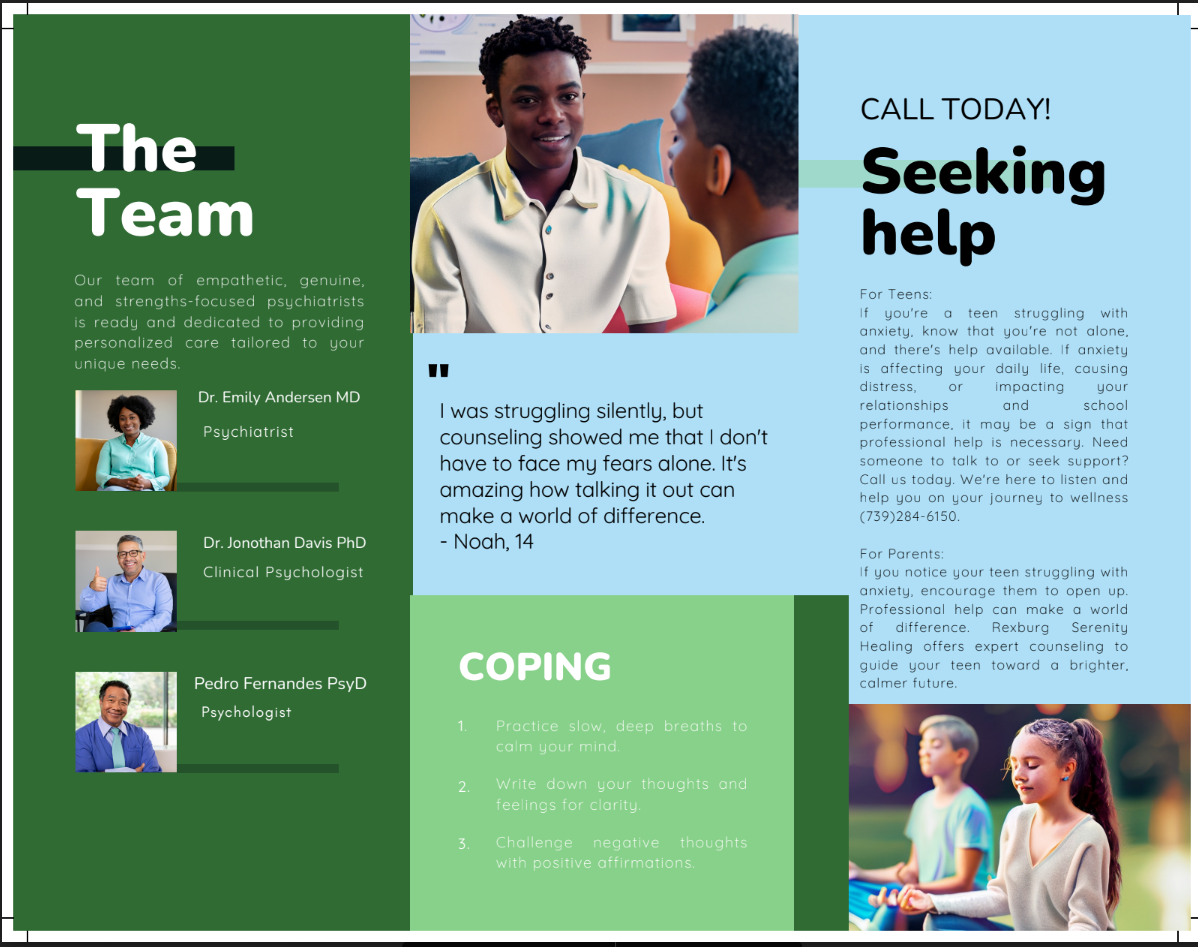 The
Team
Our team of empathetic, genuine,
and strengths-focused psychiatrists
is ready and dedicated to providing
personalized care tailored to your
unique needs.
Dr. Emily Andersen MD
Psychiatrist
Dr. Jonothan Davis PhD
Clinical Psychologist
Pedro Fernandes PsyD
Psychologist
"
I was struggling silently, but
counseling showed me that I don't
have to face my fears alone. It's
amazing how talking it out can
make a world of difference.
- Noah, 14
COPING
1. Practice slow, deep breaths to
calm your mind.
2. Write down your thoughts and
feelings for clarity.
3. Challenge negative thoughts
with positive affirmations.
CALL TODAY!
Seeking
help
For Teens:
If you're a teen struggling with
anxiety, know that you're not alone,
and there's help available. If anxiety
is affecting your daily life, causing
distress, or impacting your
relationships and school
performance, it may be a sign that
professional help is necessary. Need
someone to talk to or seek support?
Call us today. We're here to listen and
help you on your journey to wellness
(739)284-6150.
For Parents:
If you notice your teen struggling with
anxiety, encourage them to open up.
Professional help can make a world
of difference. Rexburg Serenity
Healing offers expert counseling to
guide your teen toward a brighter,
calmer future.